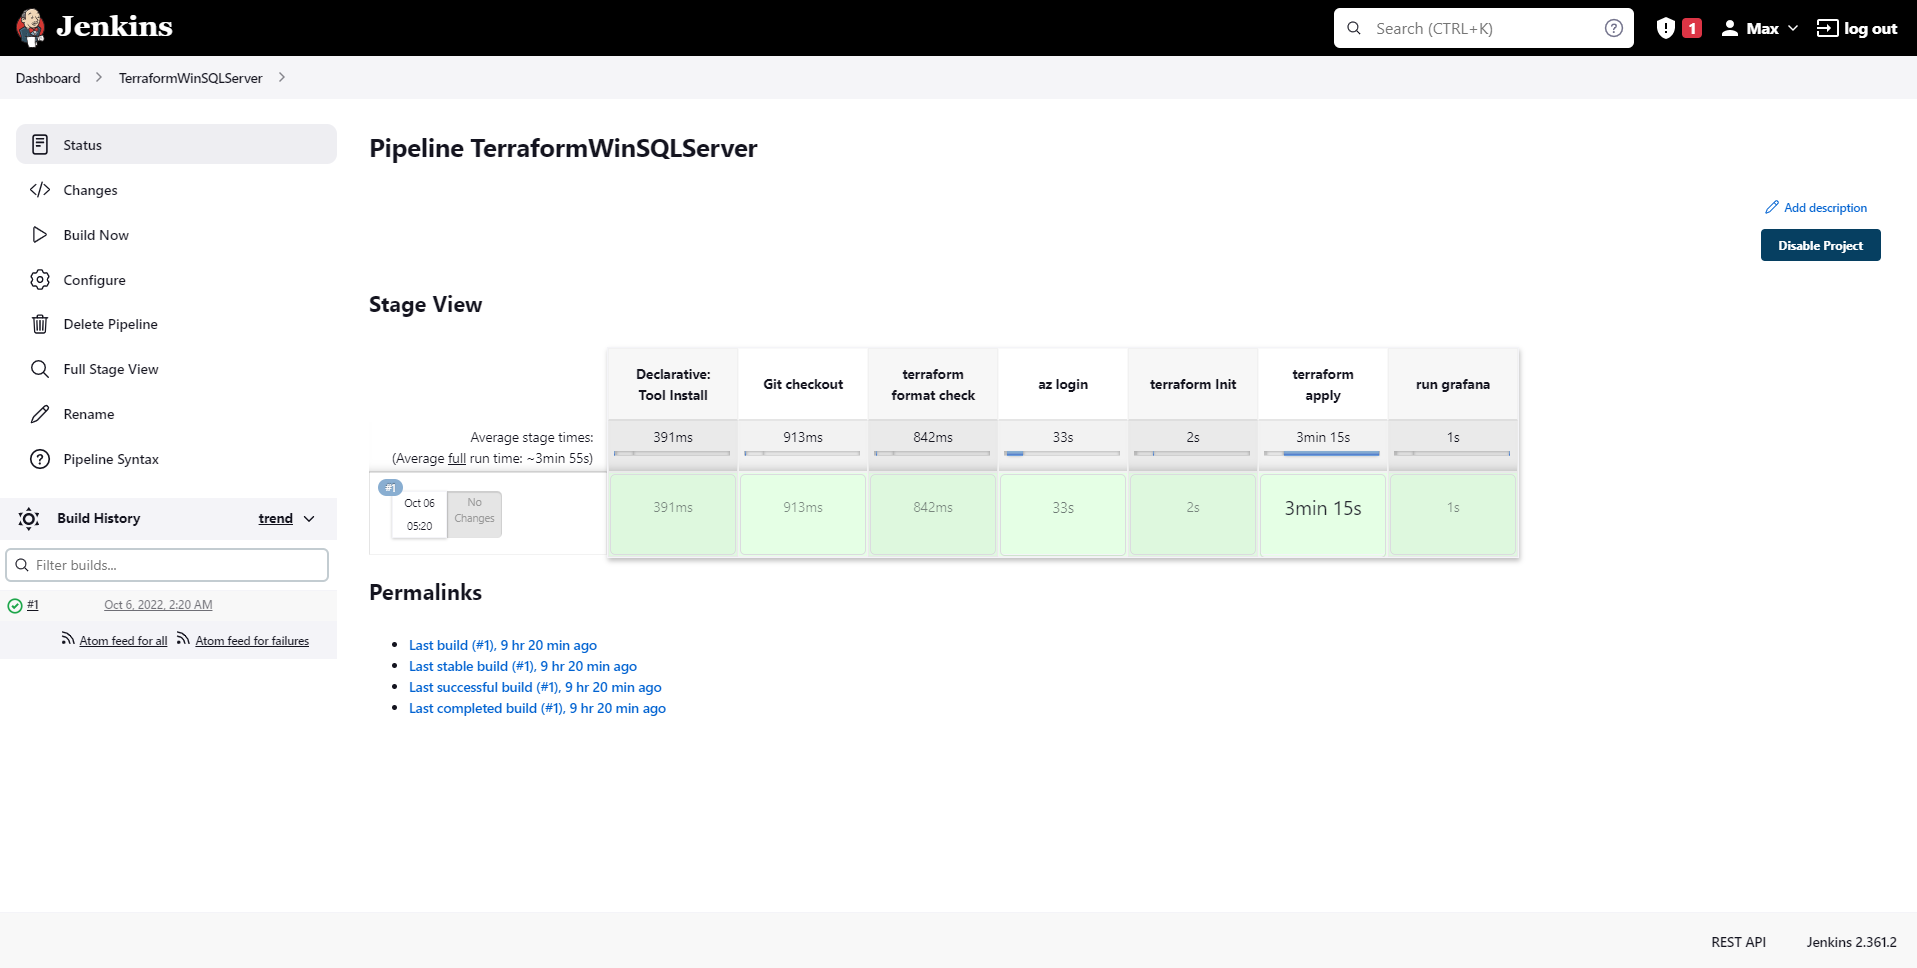 Jenkins
Search (CTRL+K)
1
Max
log out
Dashboard
TerraformWinSQLServer
Status
Changes
Build Now
Configure
Delete Pipeline
Full Stage View
Rename
Pipeline Syntax
Build History
trend
Filter builds...
#1
Oct 6, 2022, 2:20 AM
Atom feed for all
Atom feed for failures
Pipeline TerraformWinSQLServer
Add description
Disable Project
Stage View
Declarative:
Tool Install
Git checkout
terraform
format check
az login
terraform Init
terraform
apply
run grafana
Average stage times:
(Average full run time: ~3min 55s)
391ms
913ms
842ms
33s
2s
3min 15s
1s
#1
Oct 06
05:20
No
Changes
391ms
913ms
842ms
33s
2s
3min 15s
1s
Permalinks
Last build (#1), 9 hr 20 min ago
Last stable build (#1), 9 hr 20 min ago
Last successful build (#1), 9 hr 20 min ago
Last completed build (#1), 9 hr 20 min ago
REST API
Jenkins 2.361.2